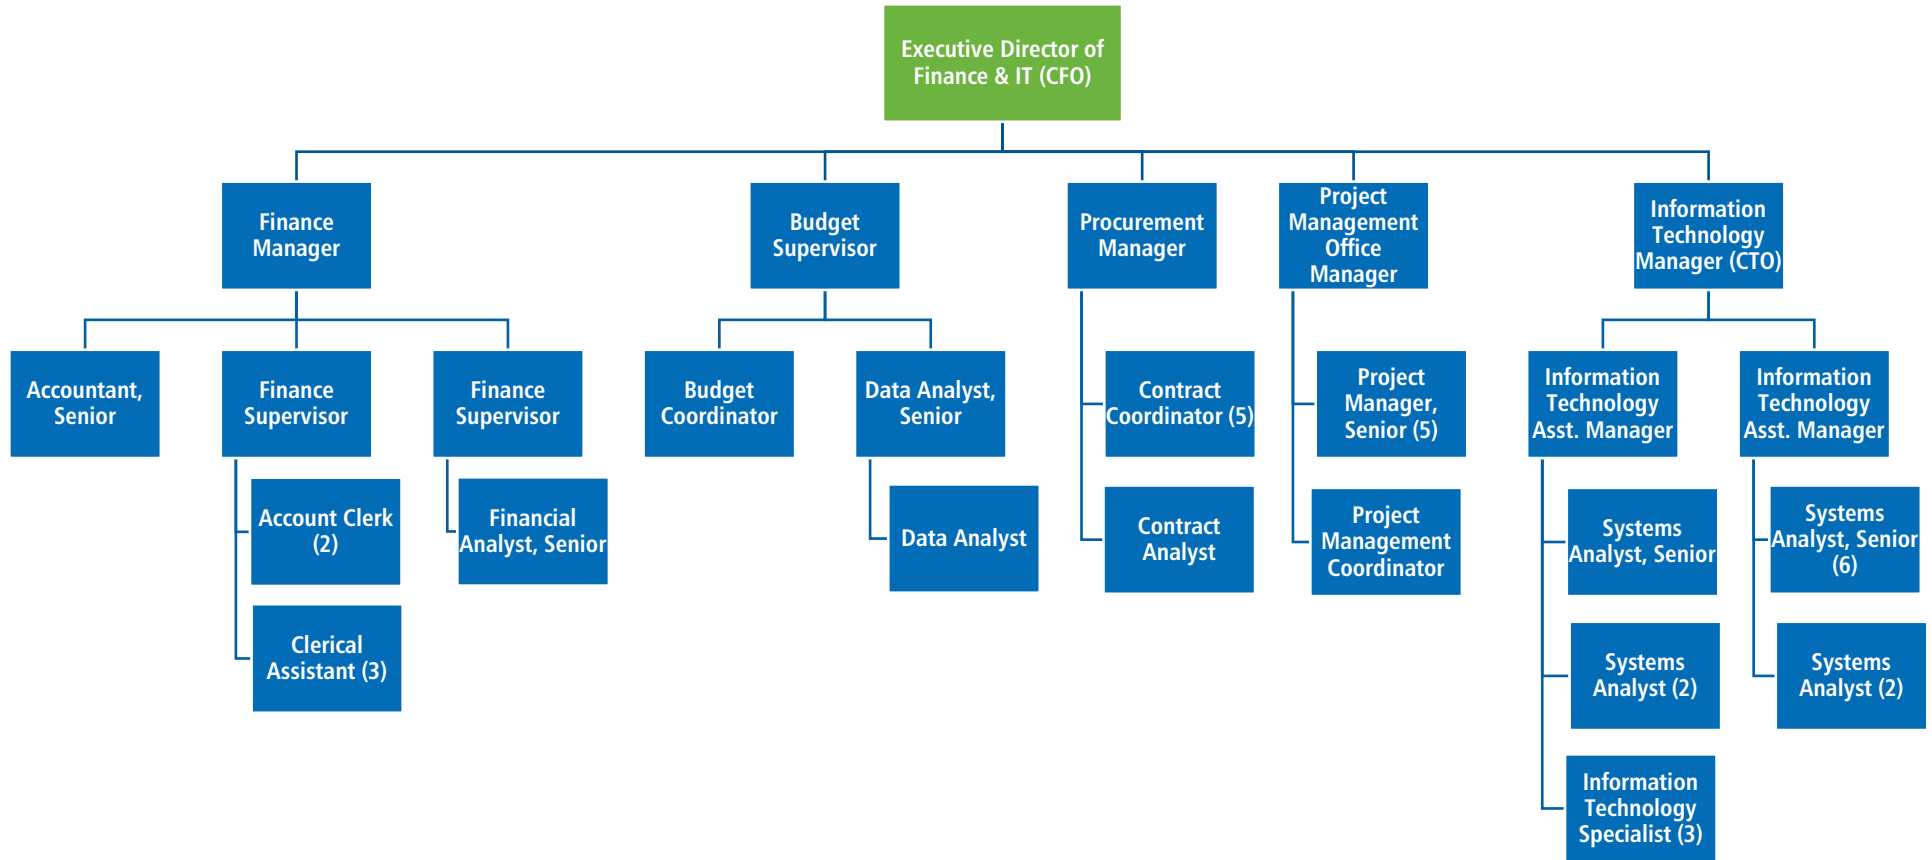 Executive Director of
Finance & IT (CFO)
Finance
Manager
Budget
Supervisor
Procurement
Manager
Project
Management
Office
Manager
Information
Technology
Manager (CTO)
Accountant,
Senior
Finance
Supervisor
Finance
Supervisor
Budget
Coordinator
Data Analyst,
Senior
Contract
Coordinator (5)
Project
Manager,
Senior (5)
Information
Technology
Asst. Manager
Information
Technology
Asst. Manager
Account Clerk
(2)
Financial
Analyst, Senior
Data Analyst
Contract
Analyst
Project
Management
Coordinator
Systems
Analyst, Senior
Systems
Analyst, Senior
(6)
Clerical
Assistant (3)
Systems
Analyst (2)
Systems
Analyst (2)
Information
Technology
Specialist (3)